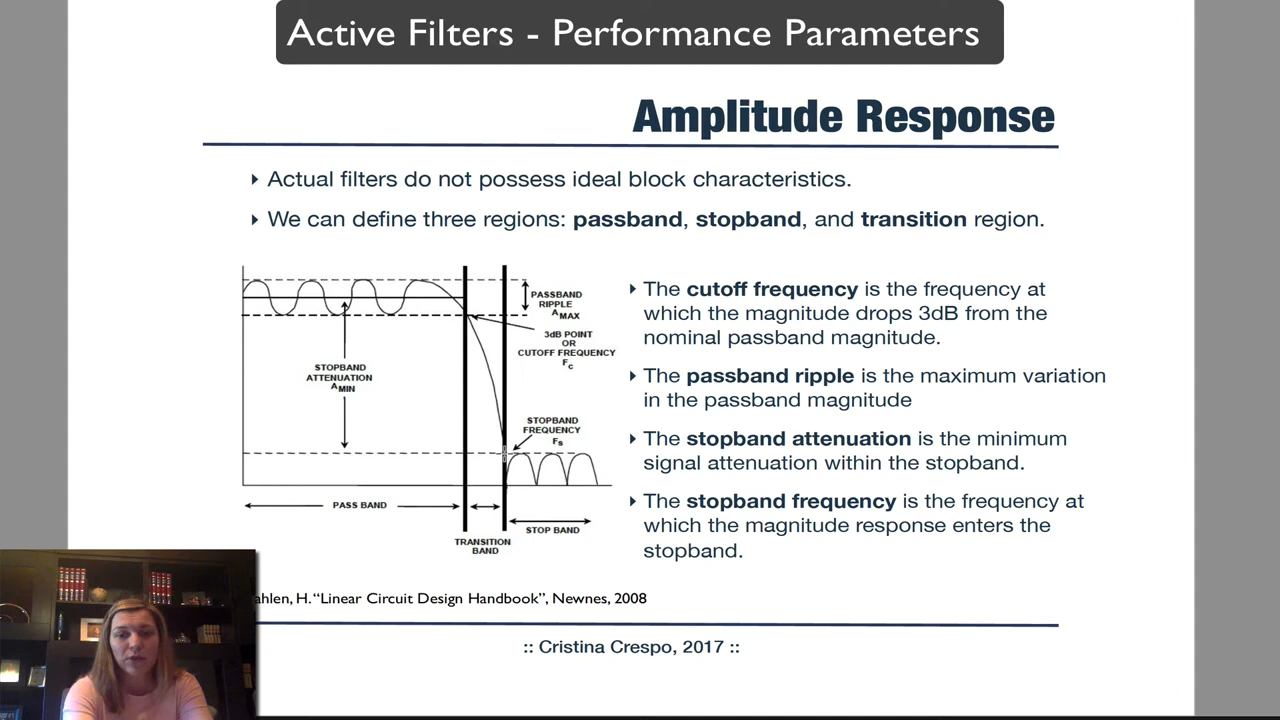 Active Filters - Performance Parameters
Amplitude Response
Actual filters do not possess ideal block characteristics.
We can define three regions: passband, stopband, and transition region.
PASSBAND
RIPPLE
AMAX
3dB POINT
OR
CUTOFF FREQUENCY
FC
STOPBAND
ATTENUATION
AMIN
STOPBAND
FREQUENCY
FS
PASS BAND
STOP BAND
TRANSITION
BAND
The cutoff frequency is the frequency at
which the magnitude drops 3dB from the
nominal passband magnitude.
The passband ripple is the maximum variation
in the passband magnitude
The stopband attenuation is the minimum
signal attenuation within the stopband.
The stopband frequency is the frequency at
which the magnitude response enters the
stopband.
ahlen, H. “Linear Circuit Design Handbook”, Newnes, 2008
:: Cristina Crespo, 2017 ::